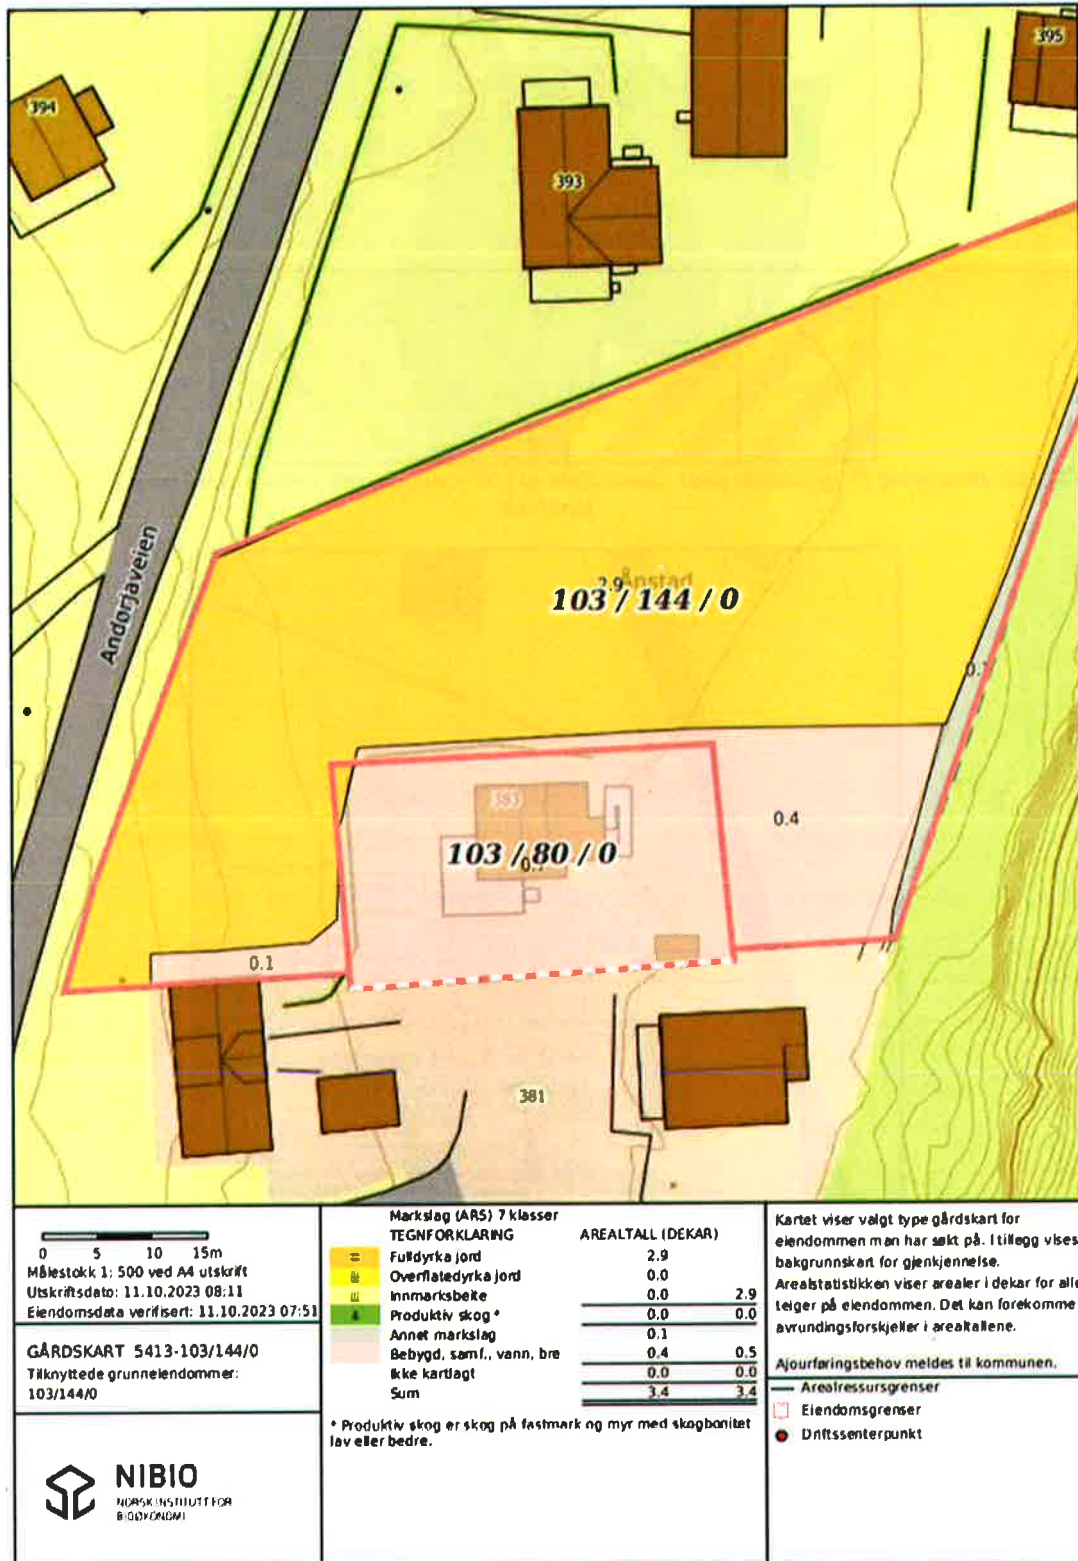 394
393
395
Andørjaveien
2.9
Ånstad
103 / 144 / 0
383
103 / 80 / 0
0.4
0.1
381
0 5 10 15m
Målestokk 1: 500 ved A4 utskrift
Utskriftsdato: 11.10.2023 08:11
Eiendomsdata verifisert: 11.10.2023 07:51
GÅRDSKART 5413-103/144/0
Tilknyttede grunneiendommer:
103/144/0
NIBIO
NORSK INSTITUTT FOR
BIOØKONOMI
Markslag (AR5) 7 klasser
TEGNFORKLARING AREALTALL (DEKAR)
Fulldyrka jord 2.9
Overflatedyrka jord 0.0
Innmarksbeite 0.0 2.9
Produktiv skog * 0.0 0.0
Annet markslag 0.1
Bebygd, samf., vann, bre 0.4 0.5
Ikke kartlagt 0.0 0.0
Sum 3.4 3.4
* Produktiv skog er skog på fastmark og myr med skogbonitet
lav eller bedre.
Kartet viser valgt type gårdskart for
eiendommen man har søkt på. I tillegg vises
bakgrunnskart for gjenkjennelse.
Arealstatistikken viser arealer i dekar for alle
teiger på eiendommen. Det kan forekomme
avrundingsforskjeller i arealtallene.
Ajourføringsbehov meldes til kommunen.
Arealressursgrenser
Eiendomsgrenser
Driftssenterpunkt